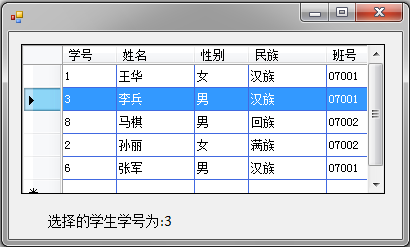 学号 姓名 性别 民族 班号
1 王华 女 汉族 07001
3 李兵 男 汉族 07001
8 马棋 男 回族 07002
2 孙丽 女 满族 07002
6 张军 男 汉族 07001
选择的学生学号为:3